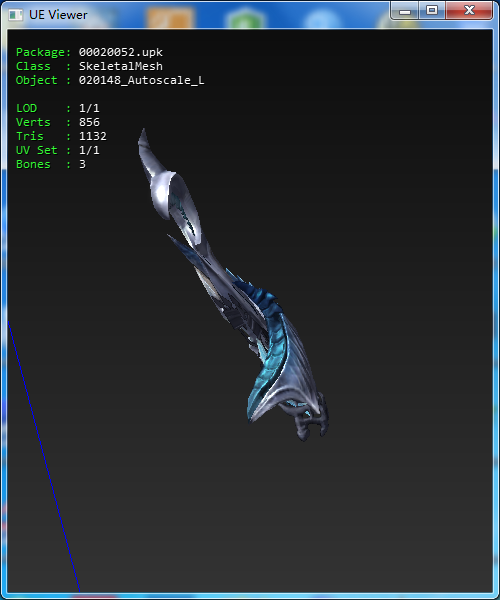 UE Viewer
Package: 00020052.upk
Class : SkeletalMesh
Object : 020148_Autoscale_L
LOD : 1/1
Verts : 856
Tris : 1132
UV Set : 1/1
Bones : 3